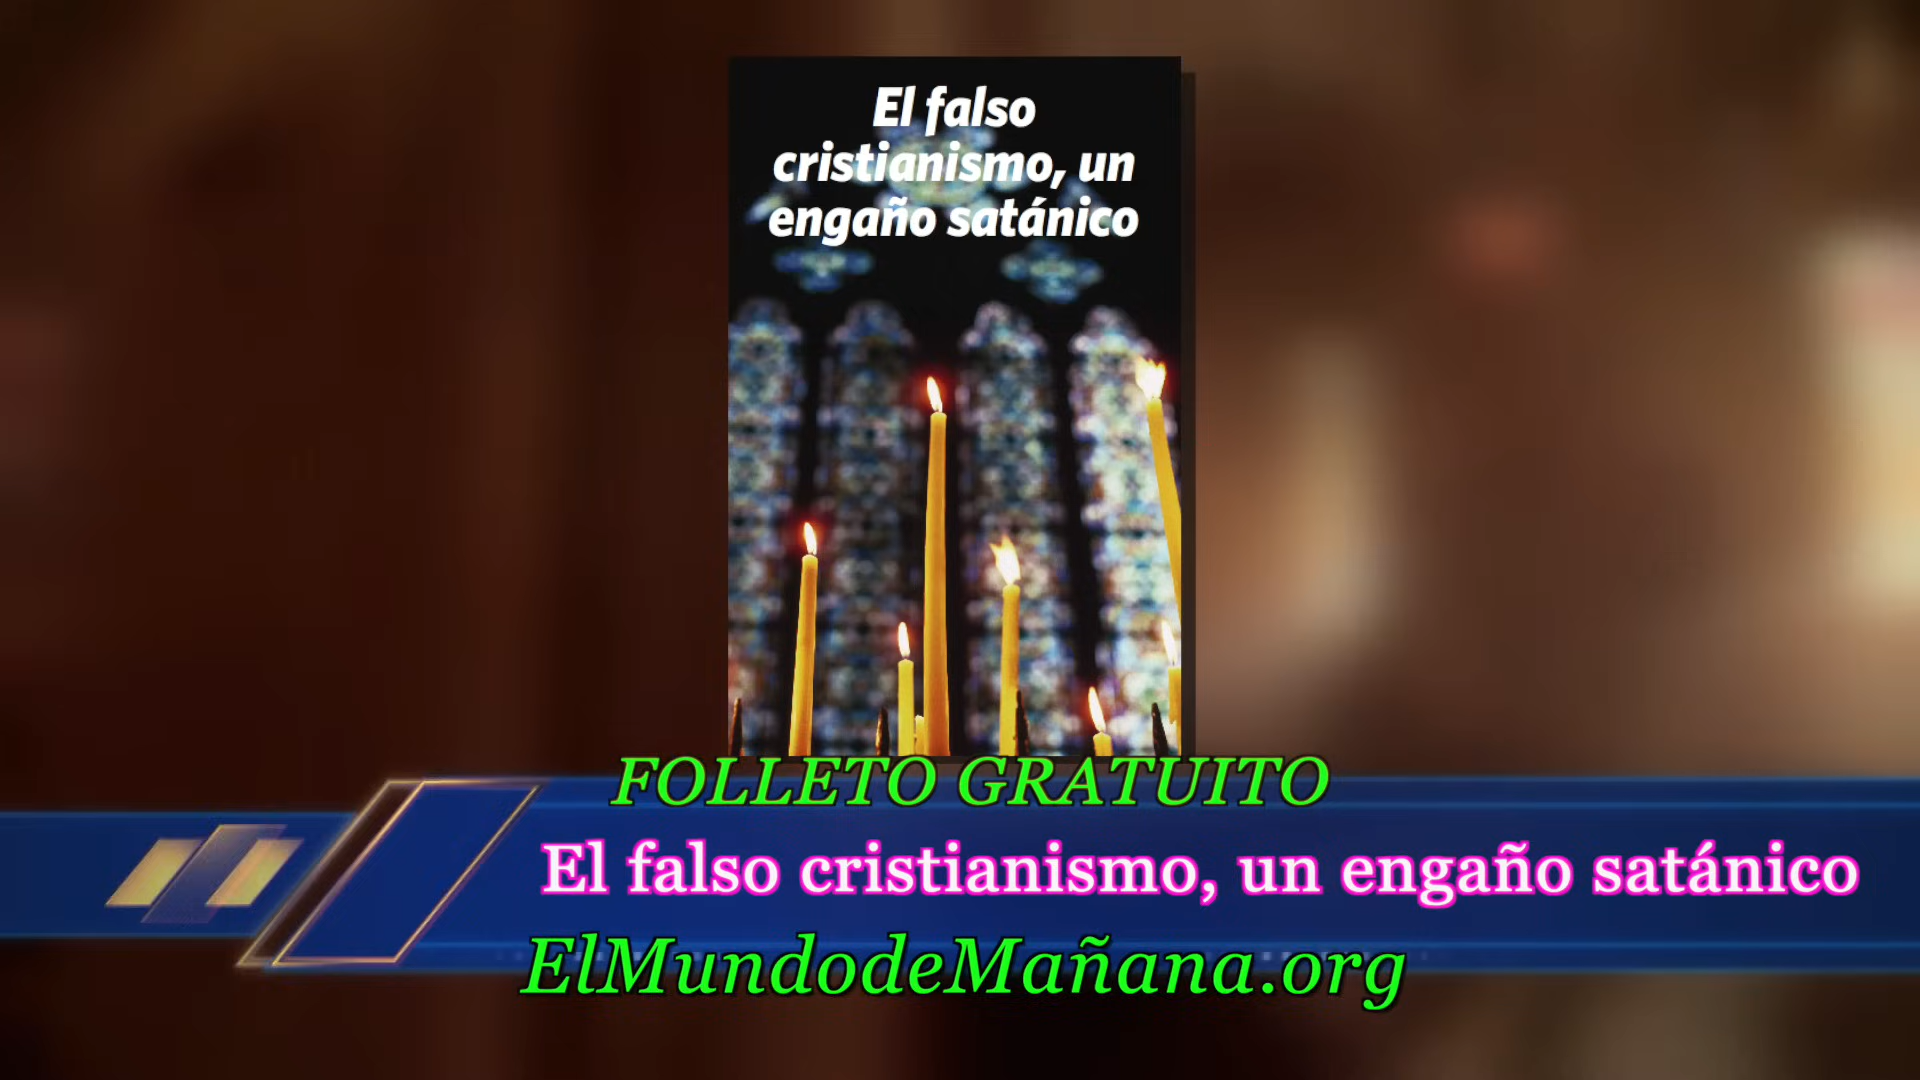 El falso
cristianismo, un
engaño satánico
FOLLETO GRATUITO
El falso cristianismo, un engaño satánico
ElMundodeMañana.org